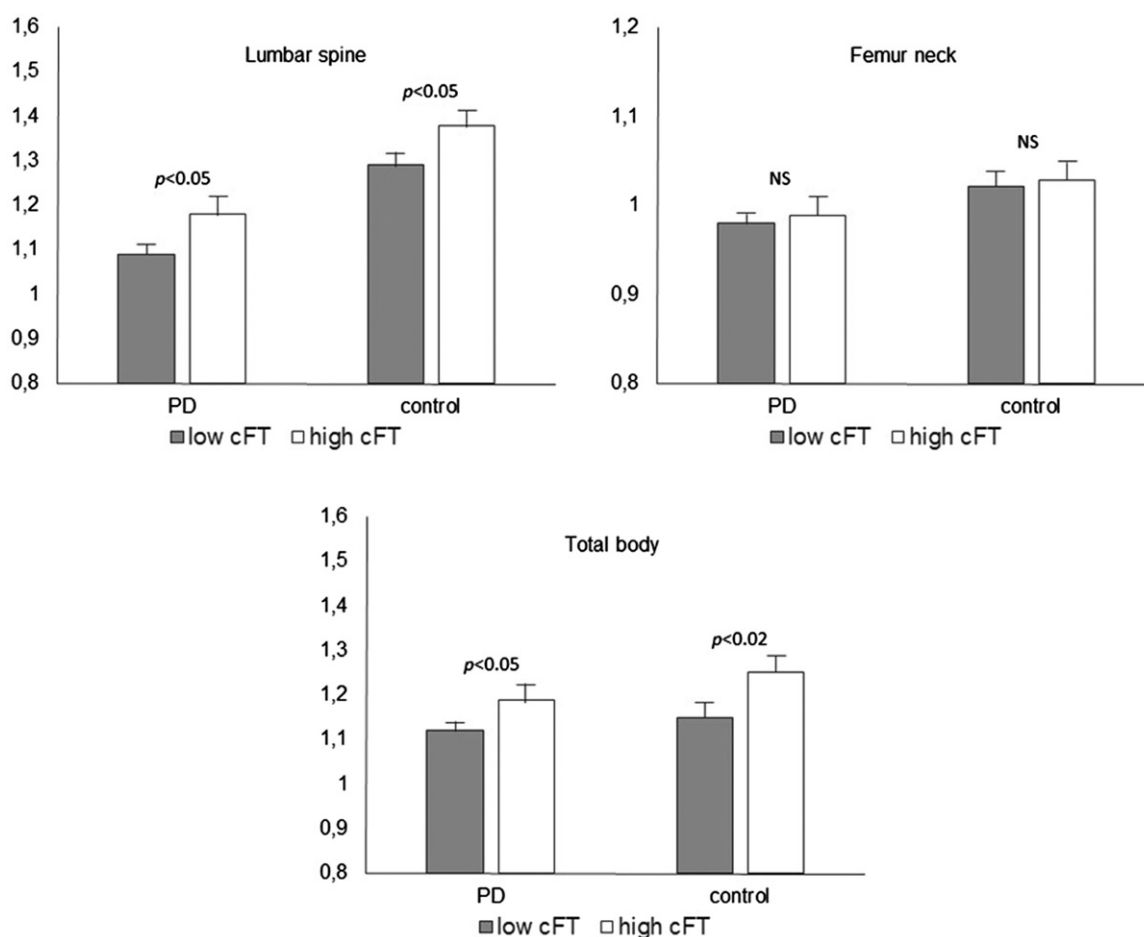 Lumbar spine
1,6
1,5
1,4
1,3
1,2
1,1
1
0,9
0,8
p<0.05
p<0.05
PD control
low cFT high cFT
Femur neck
1,2
1,1
1
0,9
0,8
NS
NS
PD control
low cFT high cFT
Total body
1,6
1,5
1,4
1,3
1,2
1,1
1
0,9
0,8
p<0.05
p<0.02
PD control
low cFT high cFT